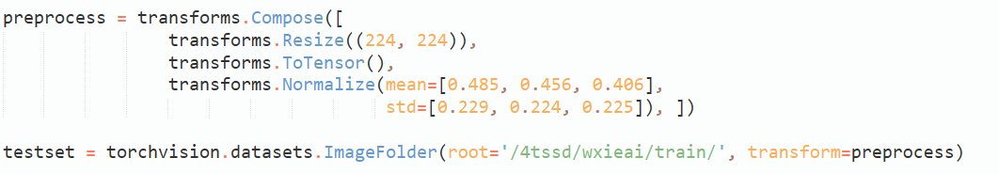 preprocess = transforms.Compose([
transforms.Resize((224, 224)),
transforms.ToTensor(),
transforms.Normalize(mean=[0.485, 0.456, 0.406],
std=[0.229, 0.224, 0.225]), ])
testset = torchvision.datasets.ImageFolder(root='/4tssd/wxieai/train/', transform=preprocess)